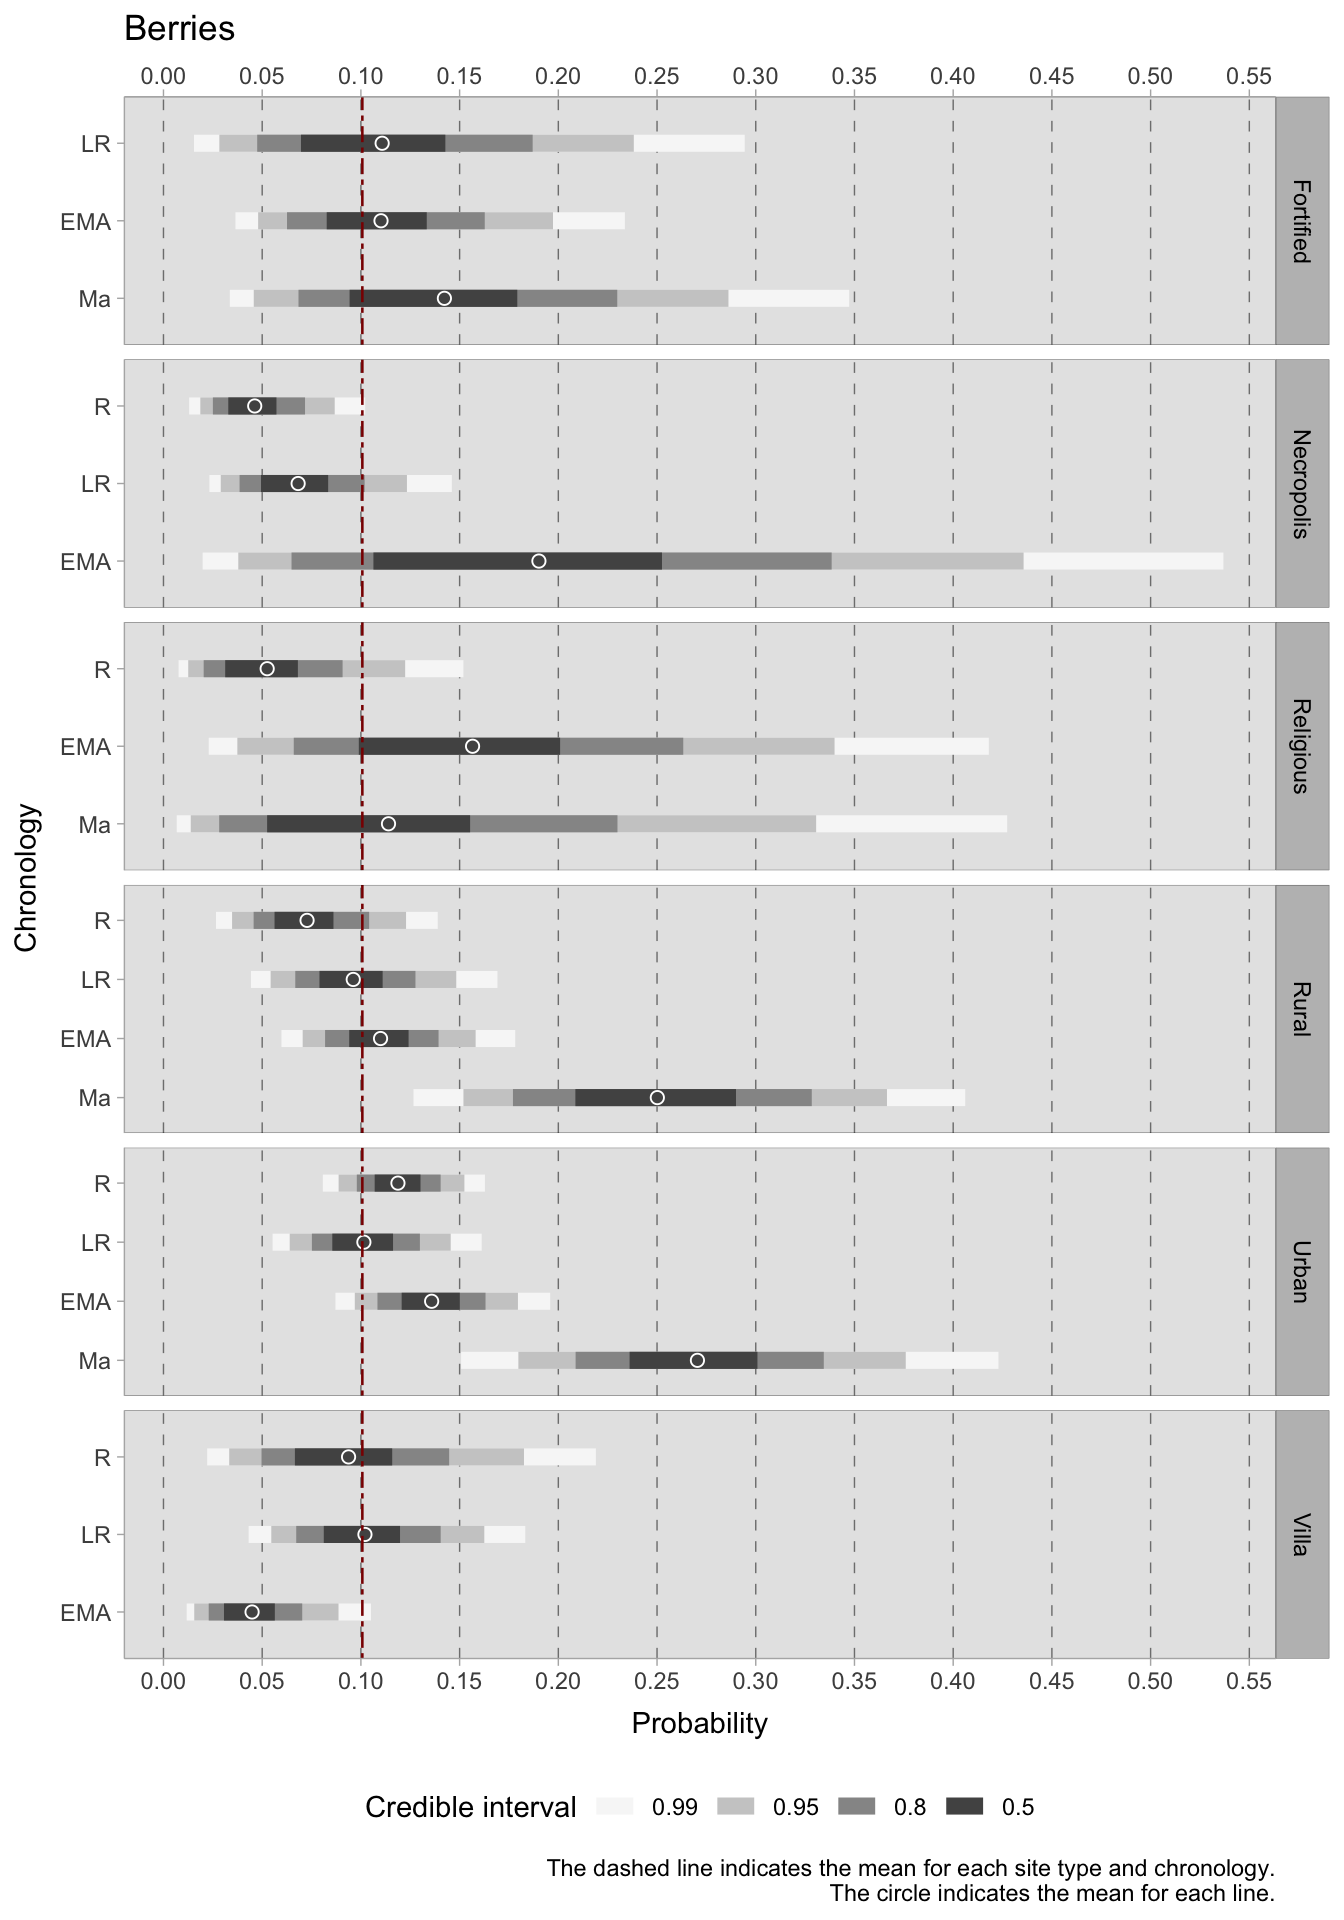 Berries
0.00 0.05 0.10 0.15 0.20 0.25 0.30 0.35 0.40 0.45 0.50 0.55
LR
EMA
Ma
Fortified
R
LR
EMA
Necropolis
R
EMA
Ma
Religious
Chronology
R
LR
EMA
Ma
Rural
R
LR
EMA
Ma
Urban
R
LR
EMA
Villa
0.00 0.05 0.10 0.15 0.20 0.25 0.30 0.35 0.40 0.45 0.50 0.55
Probability
Credible interval 0.99 0.95 0.8 0.5
The dashed line indicates the mean for each site type and chronology.
The circle indicates the mean for each line.